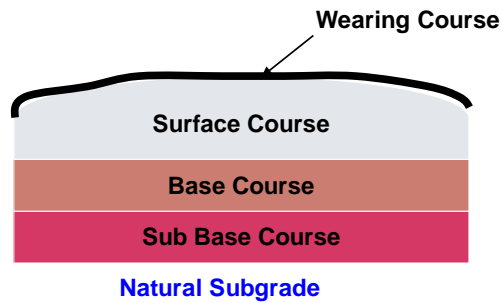 Wearing Course
Surface Course
Base Course
Sub Base Course
Natural Subgrade